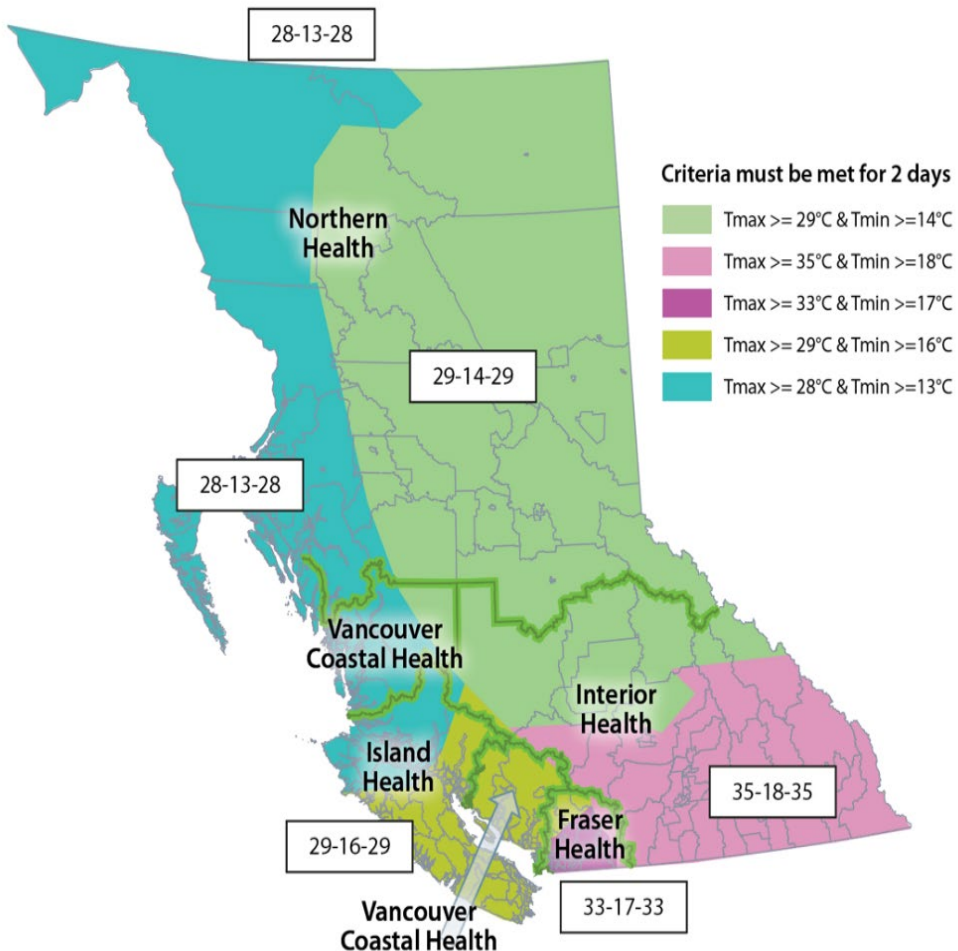 28-13-28
Criteria must be met for 2 days
Tmax >= 29°C & Tmin >=14°C
Tmax >= 35°C & Tmin >=18°C
Tmax >= 33°C & Tmin >=17°C
Tmax >= 29°C & Tmin >=16°C
Tmax >= 28°C & Tmin >=13°C
Northern
Health
29-14-29
28-13-28
Vancouver
Coastal Health
Interior
Health
Island
Health
35-18-35
Fraser
Health
29-16-29
33-17-33
Vancouver
Coastal Health